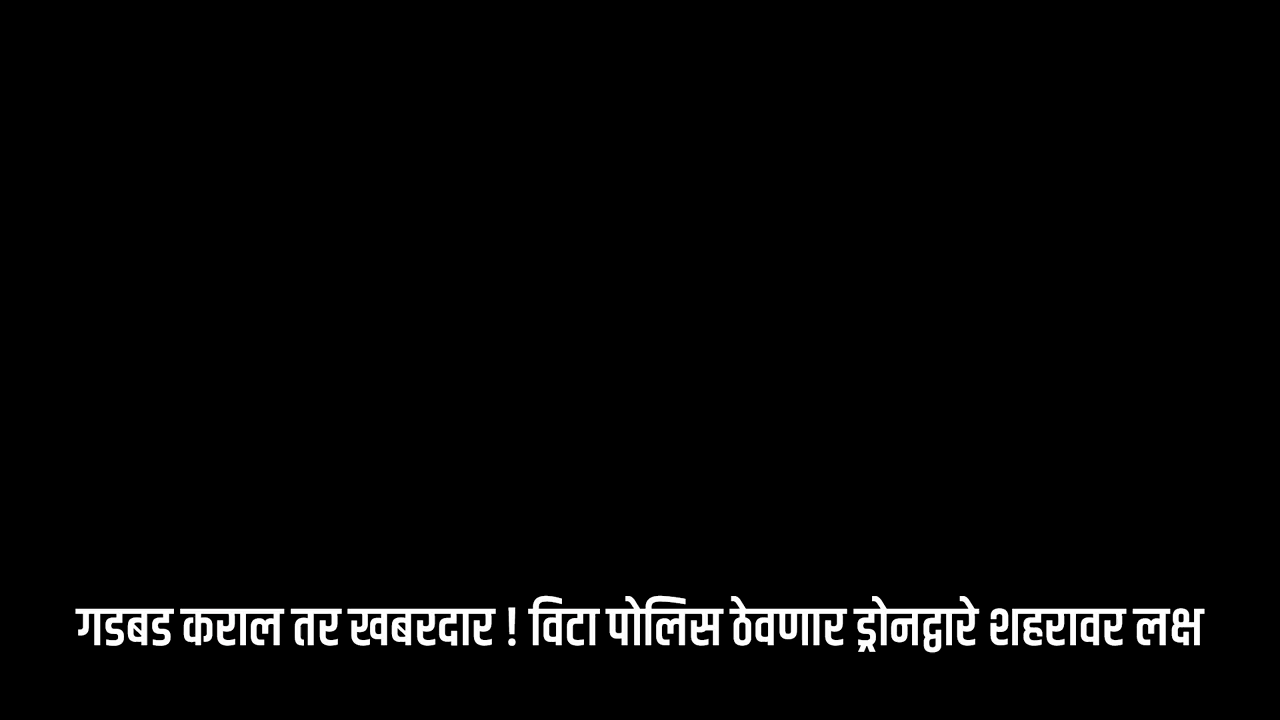 गडबड कराल तर खबरदार ! विटा पोलिस ठेवणार ड्रोनद्वारे शहरावर लक्ष